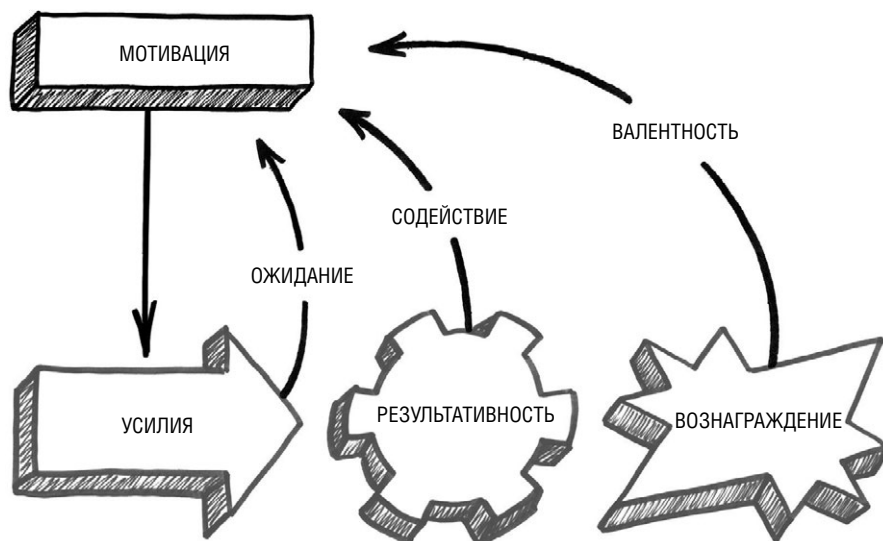 МОТИВАЦИЯ
ВАЛЕНТНОСТЬ
СОДЕЙСТВИЕ
ОЖИДАНИЕ
УСИЛИЯ
РЕЗУЛЬТАТИВНОСТЬ
ВОЗНАГРАЖДЕНИЕ